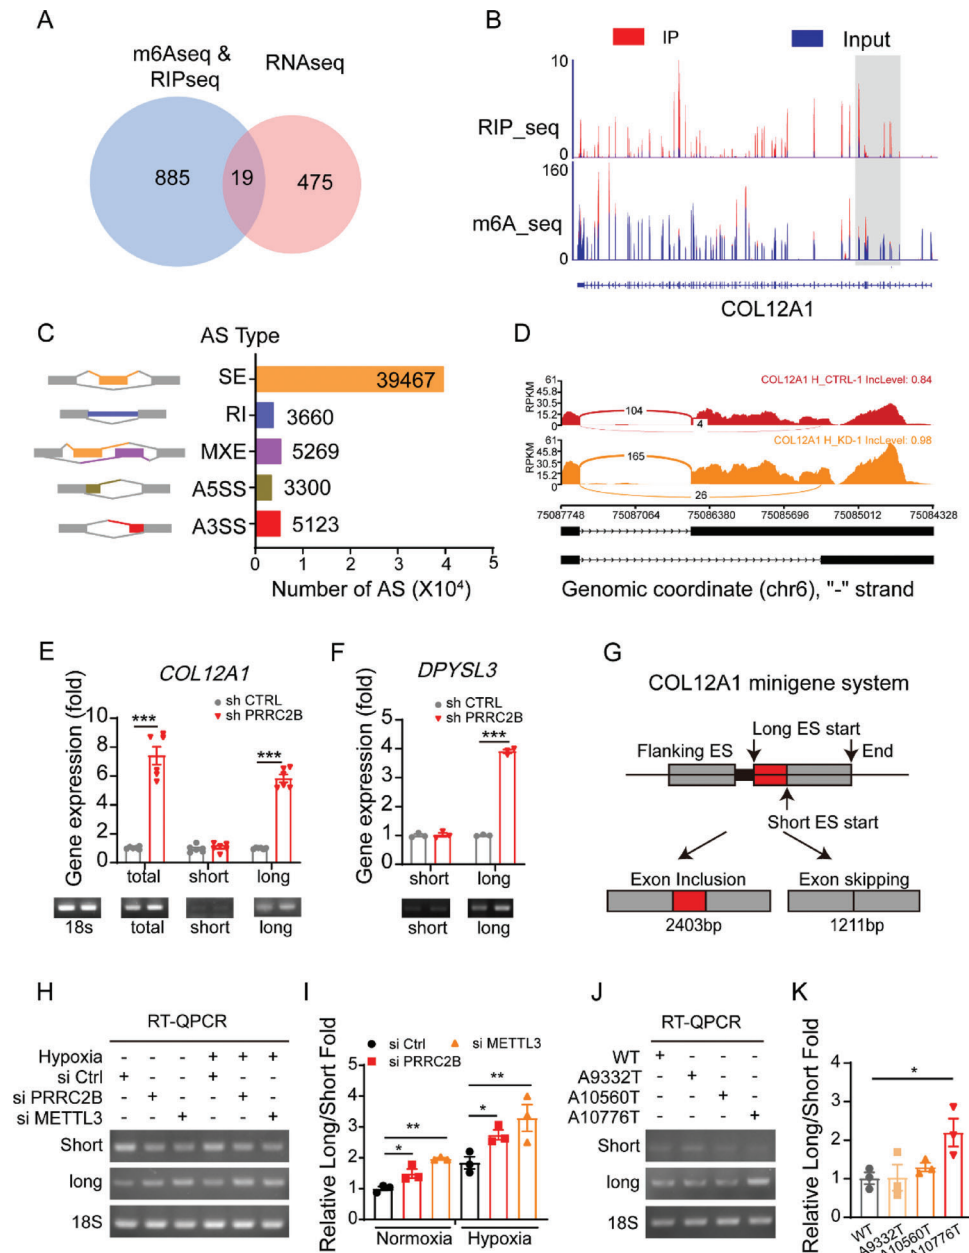 A
m6Aseq &
RIPseq
RNAseq
885
19
475
B
IP
Input
10
RIP_seq
0
160
m6A_seq
0
COL12A1
C
AS Type
SE
39467
RI
3660
MXE
5269
A5SS
3300
A3SS
5123
0 1 2 3 4 5
Number of AS (X10⁴)
D
COL12A1 H_CTRL-1 IncLevel: 0.84
RPKM
61
45.8
30.5
15.2
0
104
4
COL12A1 H_KD-1 IncLevel: 0.98
RPKM
61
45.8
30.5
15.2
0
165
26
75087748 75087064 75086380 75085696 75085012 75084328
Genomic coordinate (chr6), "-" strand
E
COL12A1
sh CTRL
sh PRRC2B
Gene expression (fold)
10
8
6
4
2
0
***
***
total short long
18s total short long
F
DPYSL3
sh CTRL
sh PRRC2B
Gene expression (fold)
5
4
3
2
1
0
***
short long
short long
G
COL12A1 minigene system
Long ES start
Flanking ES
End
Short ES start
Exon Inclusion
Exon skipping
2403bp
1211bp
H
RT-QPCR
Hypoxia - - - + + +
si Ctrl + - - + - -
si PRRC2B - + - - + -
si METTL3 - - + - - +
Short
long
18S
I
Relative Long/Short Fold
si Ctrl
si METTL3
si PRRC2B
5
4
3
2
1
0
*
**
*
**
Normoxia Hypoxia
J
RT-QPCR
WT + - - -
A9332T - + - -
A10560T - - + -
A10776T - - - +
Short
long
18S
K
Relative Long/Short Fold
4
3
2
1
0
*
WT
A9332T
A10560T
A10776T